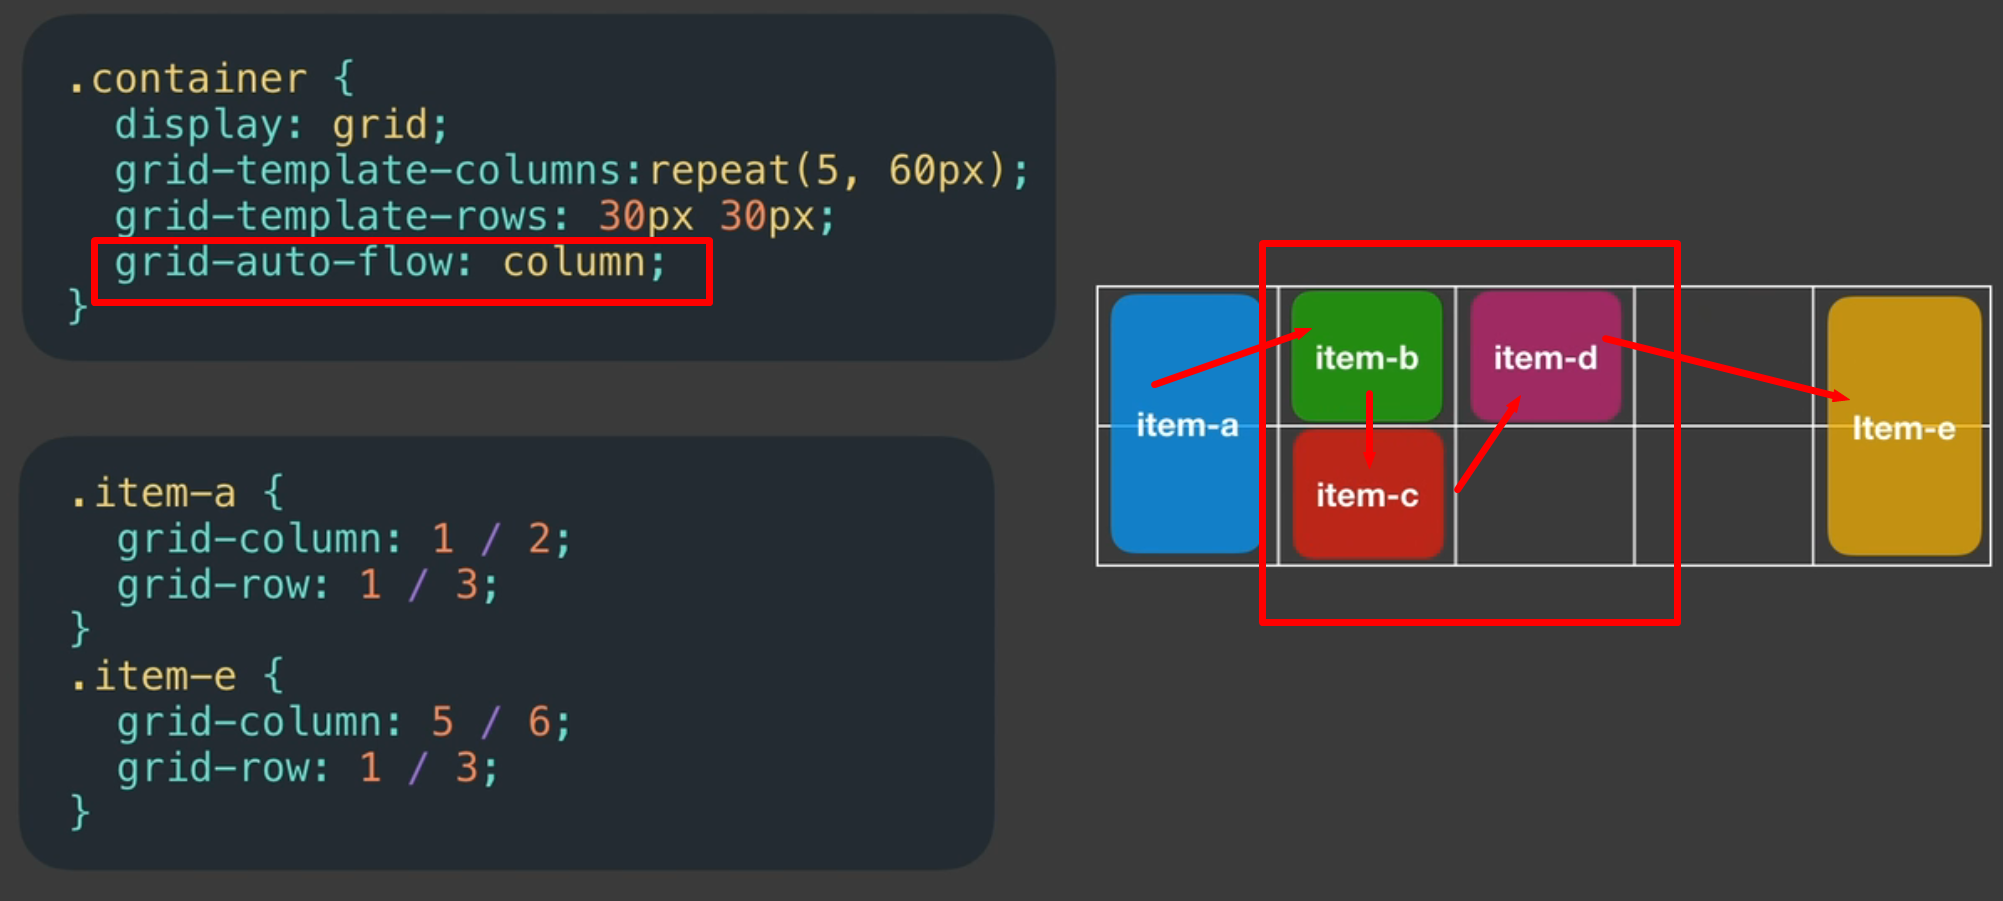 .container {
display: grid;
grid-template-columns:repeat(5, 60px);
grid-template-rows: 30px 30px;
grid-auto-flow: column;
}
.item-a {
grid-column: 1 / 2;
grid-row: 1 / 3;
}
.item-e {
grid-column: 5 / 6;
grid-row: 1 / 3;
}
item-a
item-b
item-c
item-d
Item-e